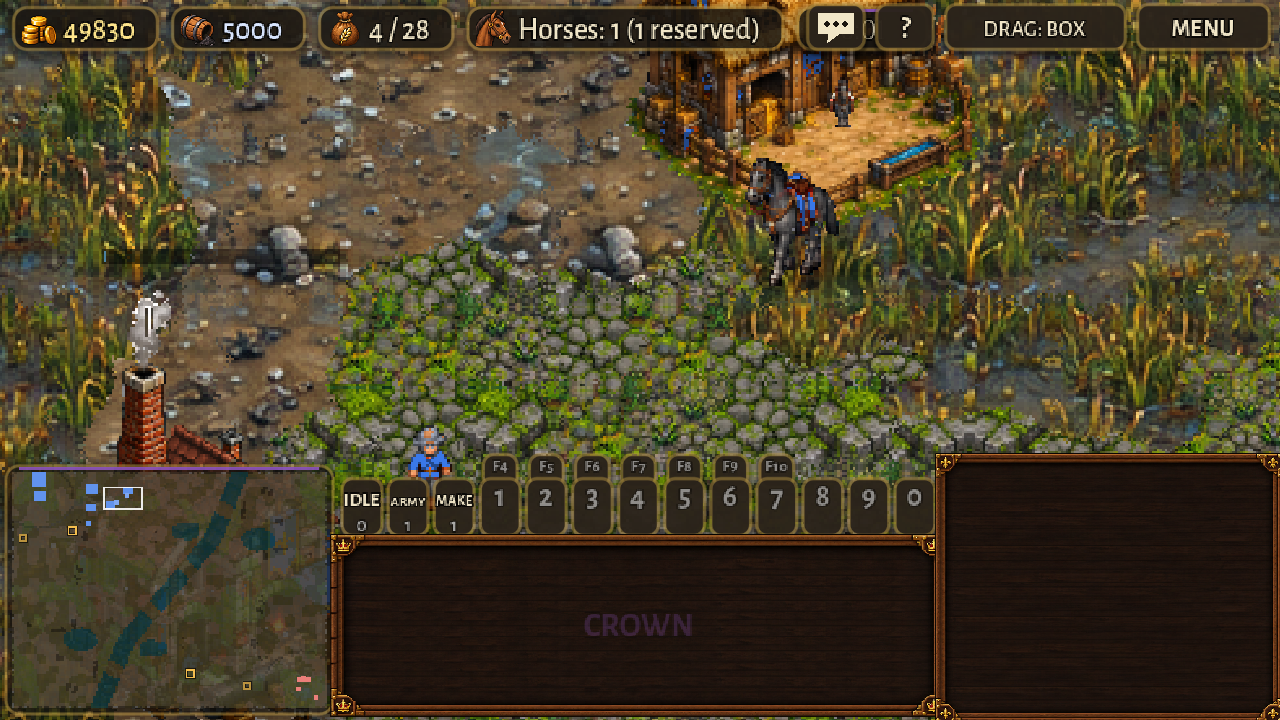 49830
5000
4 / 28
Horses: 1 (1 reserved)
0
?
DRAG: BOX
MENU
F4 F5 F6 F7 F8 F9 F10
IDLE ARMY MAKE 1 2 3 4 5 6 7 8 9 0
0 1 1
CROWN